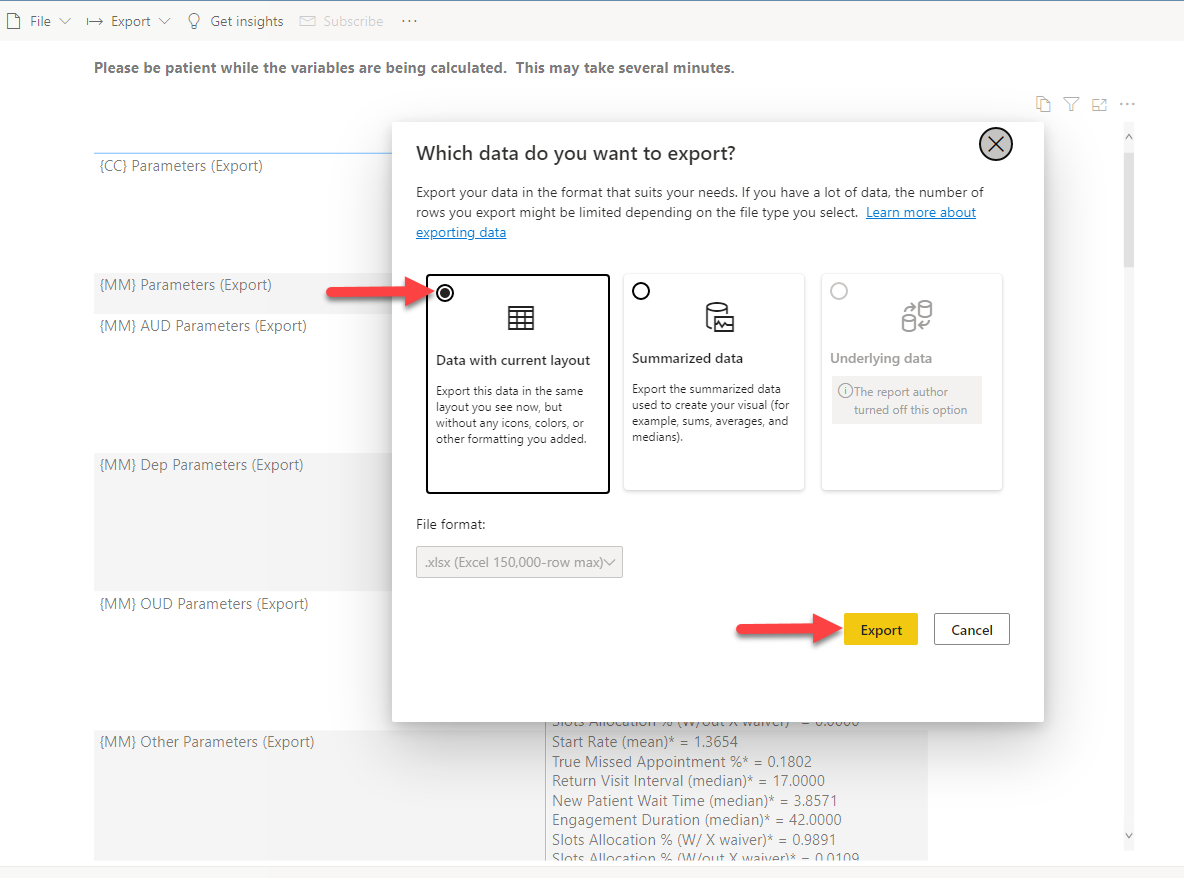 File Export Get insights Subscribe ...
Please be patient while the variables are being calculated. This may take several minutes.
{CC} Parameters (Export)
{MM} Parameters (Export)
{MM} AUD Parameters (Export)
{MM} Dep Parameters (Export)
{MM} OUD Parameters (Export)
{MM} Other Parameters (Export)
Which data do you want to export?
Export your data in the format that suits your needs. If you have a lot of data, the number of
rows you export might be limited depending on the file type you select. Learn more about
exporting data
Data with current layout
Export this data in the same
layout you see now, but
without any icons, colors, or
other formatting you added.
Summarized data
Export the summarized data
used to create your visual (for
example, sums, averages, and
medians).
Underlying data
The report author
turned off this option
File format:
.xlsx (Excel 150,000-row max)
Export
Cancel
Slots Allocation % (W/out X waiver)* = 0.0000
Start Rate (mean)* = 1.3654
True Missed Appointment %* = 0.1802
Return Visit Interval (median)* = 17.0000
New Patient Wait Time (median)* = 3.8571
Engagement Duration (median)* = 42.0000
Slots Allocation % (W/ X waiver)* = 0.9891
Slots Allocation % (W/out X waiver)* = 0.0109